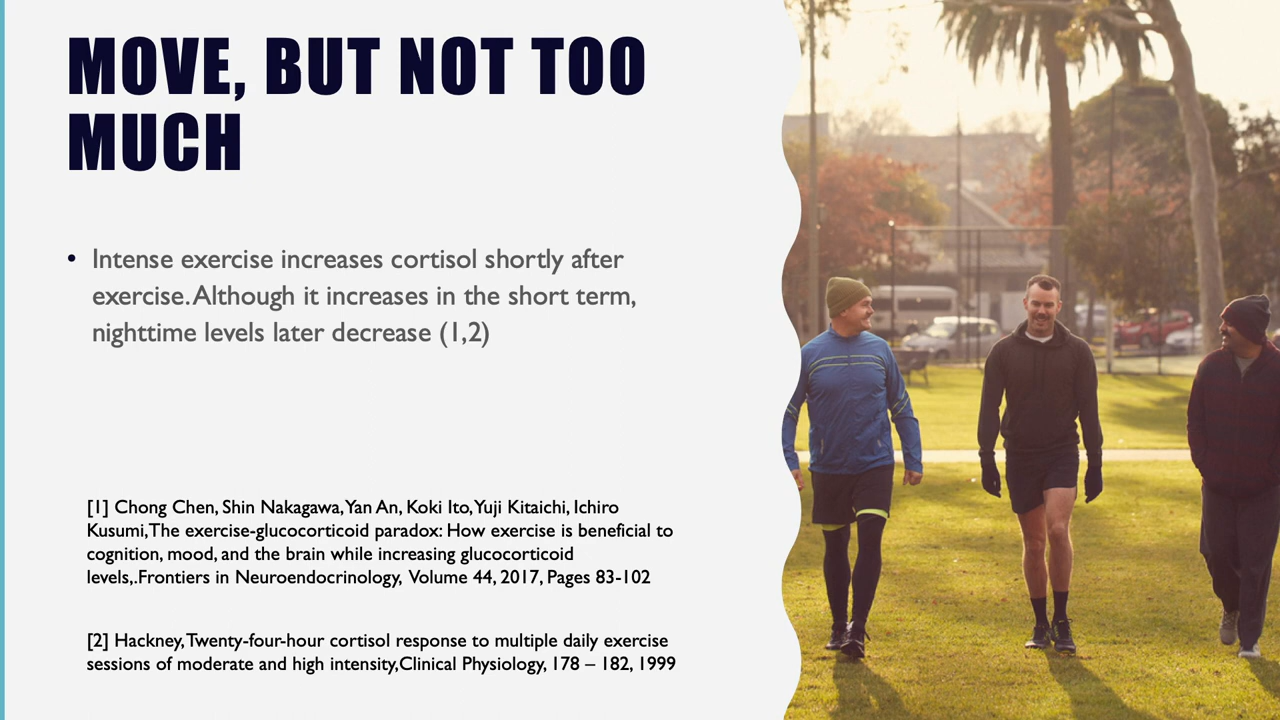 MOVE, BUT NOT TOO
MUCH
• Intense exercise increases cortisol shortly after
exercise. Although it increases in the short term,
nighttime levels later decrease (1,2)
[1] Chong Chen, Shin Nakagawa, Yan An, Koki Ito, Yuji Kitaichi, Ichiro
Kusumi, The exercise-glucocorticoid paradox: How exercise is beneficial to
cognition, mood, and the brain while increasing glucocorticoid
levels,.Frontiers in Neuroendocrinology, Volume 44, 2017, Pages 83-102
[2] Hackney, Twenty-four-hour cortisol response to multiple daily exercise
sessions of moderate and high intensity,Clinical Physiology, 178 – 182, 1999